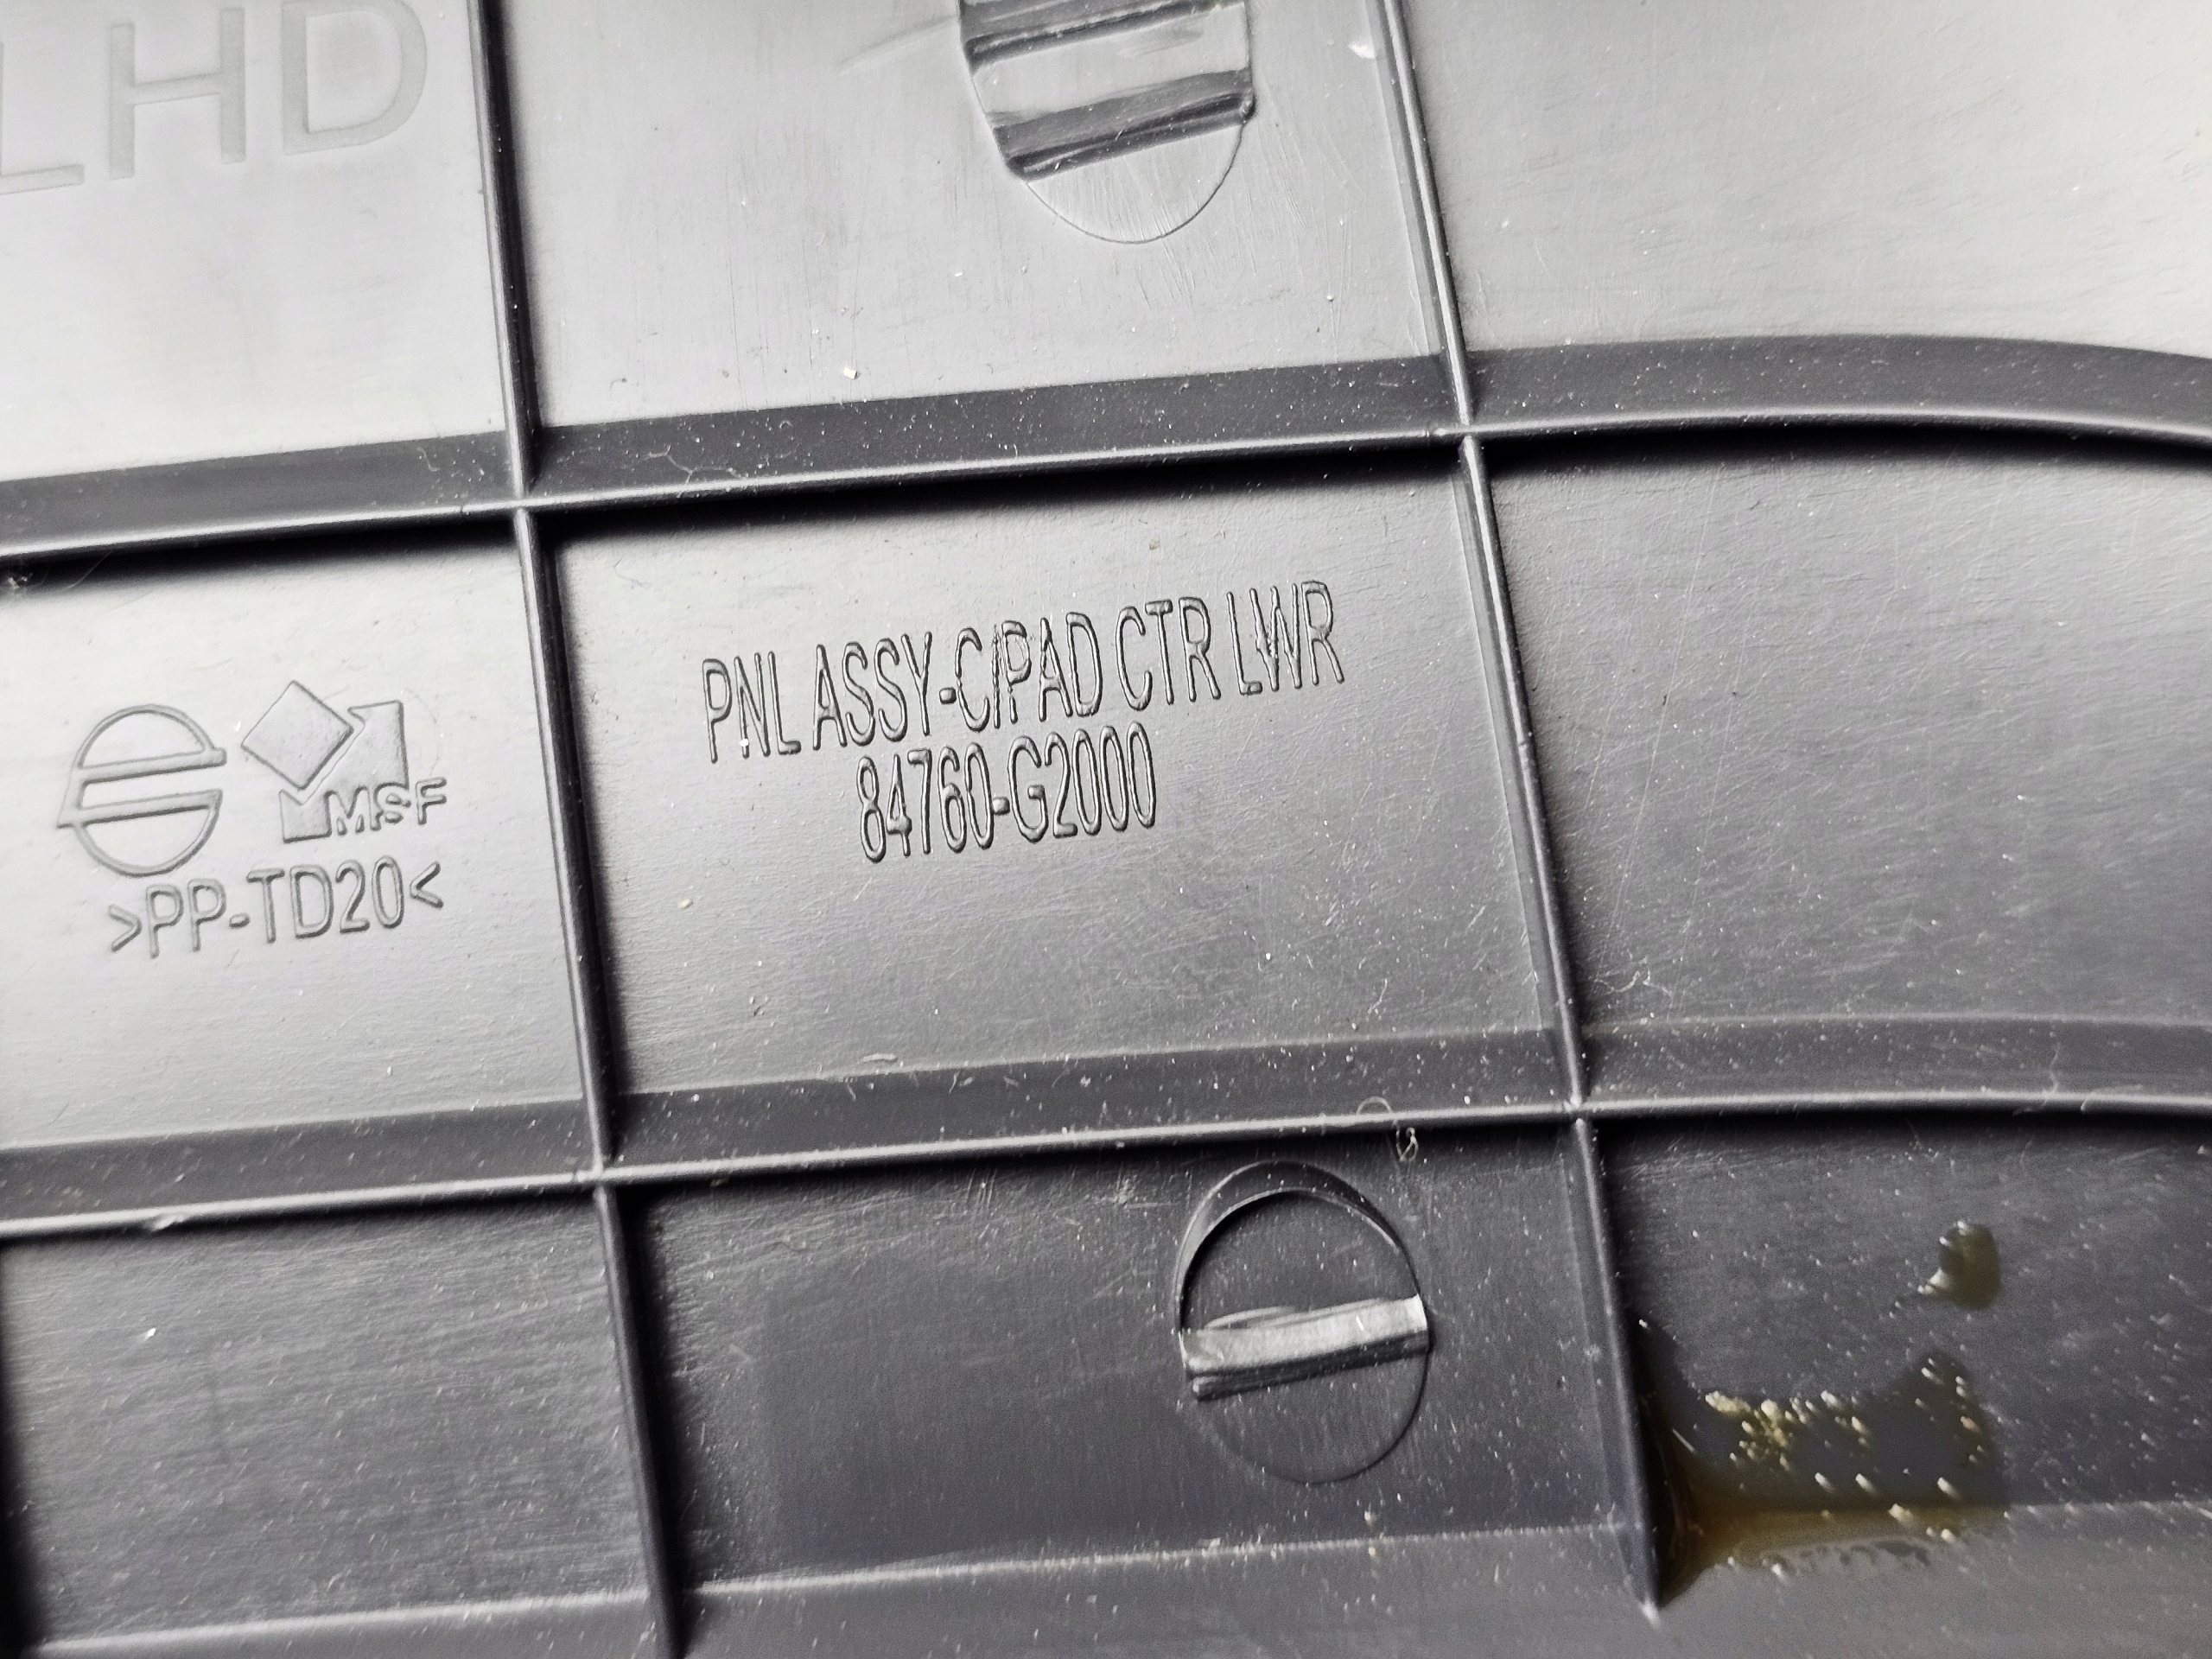 LHD
PNL ASSY-C/PAD CTR LWR
84760-G2000
MSF
>PP-TD20<